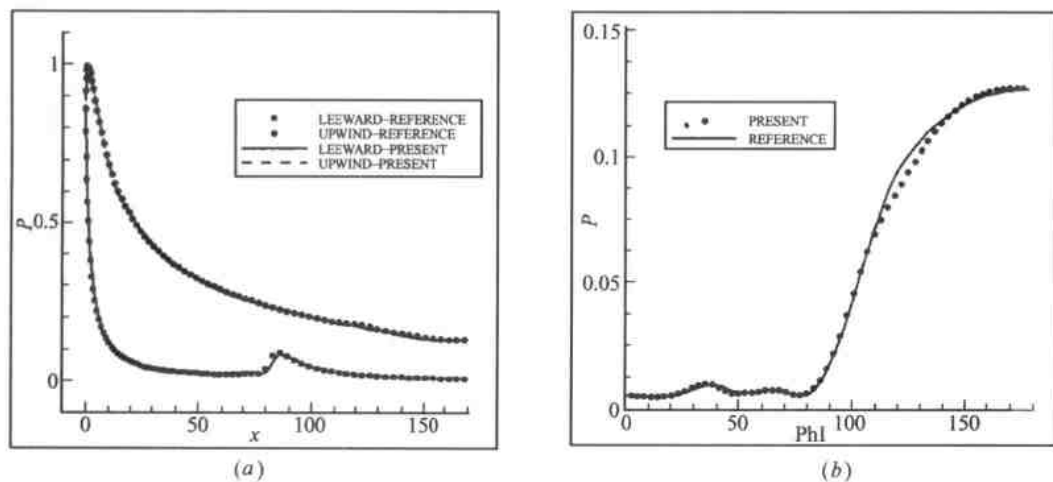 1
0.5
0
P
0
50
100
150
x
LEEWARD–REFERENCE
UPWIND–REFERENCE
LEEWARD–PRESENT
UPWIND–PRESENT
(a)
0.15
0.1
0.05
0
P
0
50
100
150
PhI
PRESENT
REFERENCE
(b)